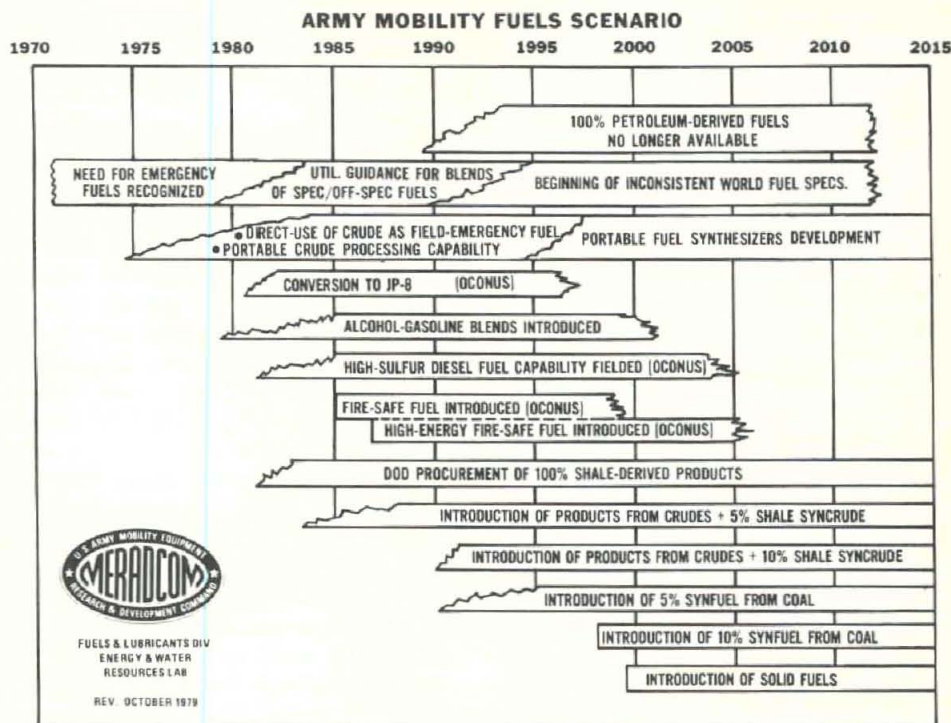 ARMY MOBILITY FUELS SCENARIO
1970 1975 1980 1985 1990 1995 2000 2005 2010 2015
100% PETROLEUM-DERIVED FUELS
NO LONGER AVAILABLE
NEED FOR EMERGENCY
FUELS RECOGNIZED
UTIL. GUIDANCE FOR BLENDS
OF SPEC/OFF-SPEC FUELS
BEGINNING OF INCONSISTENT WORLD FUEL SPECS.
• DIRECT-USE OF CRUDE AS FIELD-EMERGENCY FUEL
• PORTABLE CRUDE PROCESSING CAPABILITY
PORTABLE FUEL SYNTHESIZERS DEVELOPMENT
CONVERSION TO JP-8 (OCONUS)
ALCOHOL-GASOLINE BLENDS INTRODUCED
HIGH-SULFUR DIESEL FUEL CAPABILITY FIELDED (OCONUS)
FIRE-SAFE FUEL INTRODUCED (OCONUS)
HIGH-ENERGY FIRE-SAFE FUEL INTRODUCED (OCONUS)
DOD PROCUREMENT OF 100% SHALE-DERIVED PRODUCTS
INTRODUCTION OF PRODUCTS FROM CRUDES + 5% SHALE SYNCRUDE
INTRODUCTION OF PRODUCTS FROM CRUDES + 10% SHALE SYNCRUDE
INTRODUCTION OF 5% SYNFUEL FROM COAL
INTRODUCTION OF 10% SYNFUEL FROM COAL
INTRODUCTION OF SOLID FUELS
U.S. ARMY MOBILITY EQUIPMENT
MERADCOM
RESEARCH & DEVELOPMENT COMMAND
FUELS & LUBRICANTS DIV
ENERGY & WATER
RESOURCES LAB
REV. OCTOBER 1979